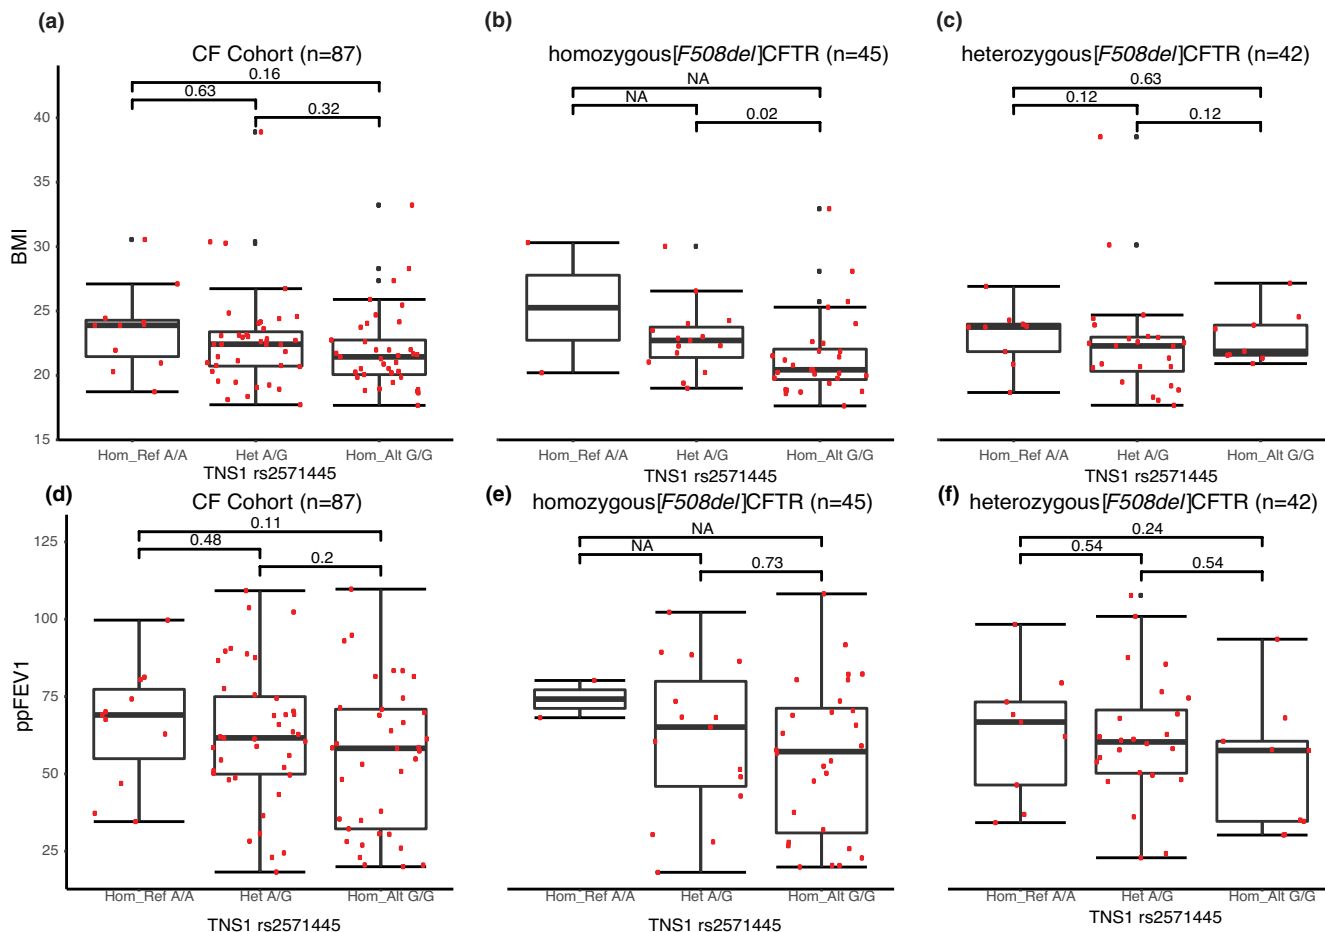 (a)
CF Cohort (n=87)
0.16
0.63
0.32
BMI
40
35
30
25
20
15
Hom_Ref A/A
Het A/G
Hom_Alt G/G
TNS1 rs2571445
(b)
homozygous[F508del]CFTR (n=45)
NA
NA
0.02
Hom_Ref A/A
Het A/G
Hom_Alt G/G
TNS1 rs2571445
(c)
heterozygous[F508del]CFTR (n=42)
0.63
0.12
0.12
Hom_Ref A/A
Het A/G
Hom_Alt G/G
TNS1 rs2571445
(d)
CF Cohort (n=87)
0.11
0.48
0.2
ppFEV1
125
100
75
50
25
Hom_Ref A/A
Het A/G
Hom_Alt G/G
TNS1 rs2571445
(e)
homozygous[F508del]CFTR (n=45)
NA
NA
0.73
Hom_Ref A/A
Het A/G
Hom_Alt G/G
TNS1 rs2571445
(f)
heterozygous[F508del]CFTR (n=42)
0.24
0.54
0.54
Hom_Ref A/A
Het A/G
Hom_Alt G/G
TNS1 rs2571445